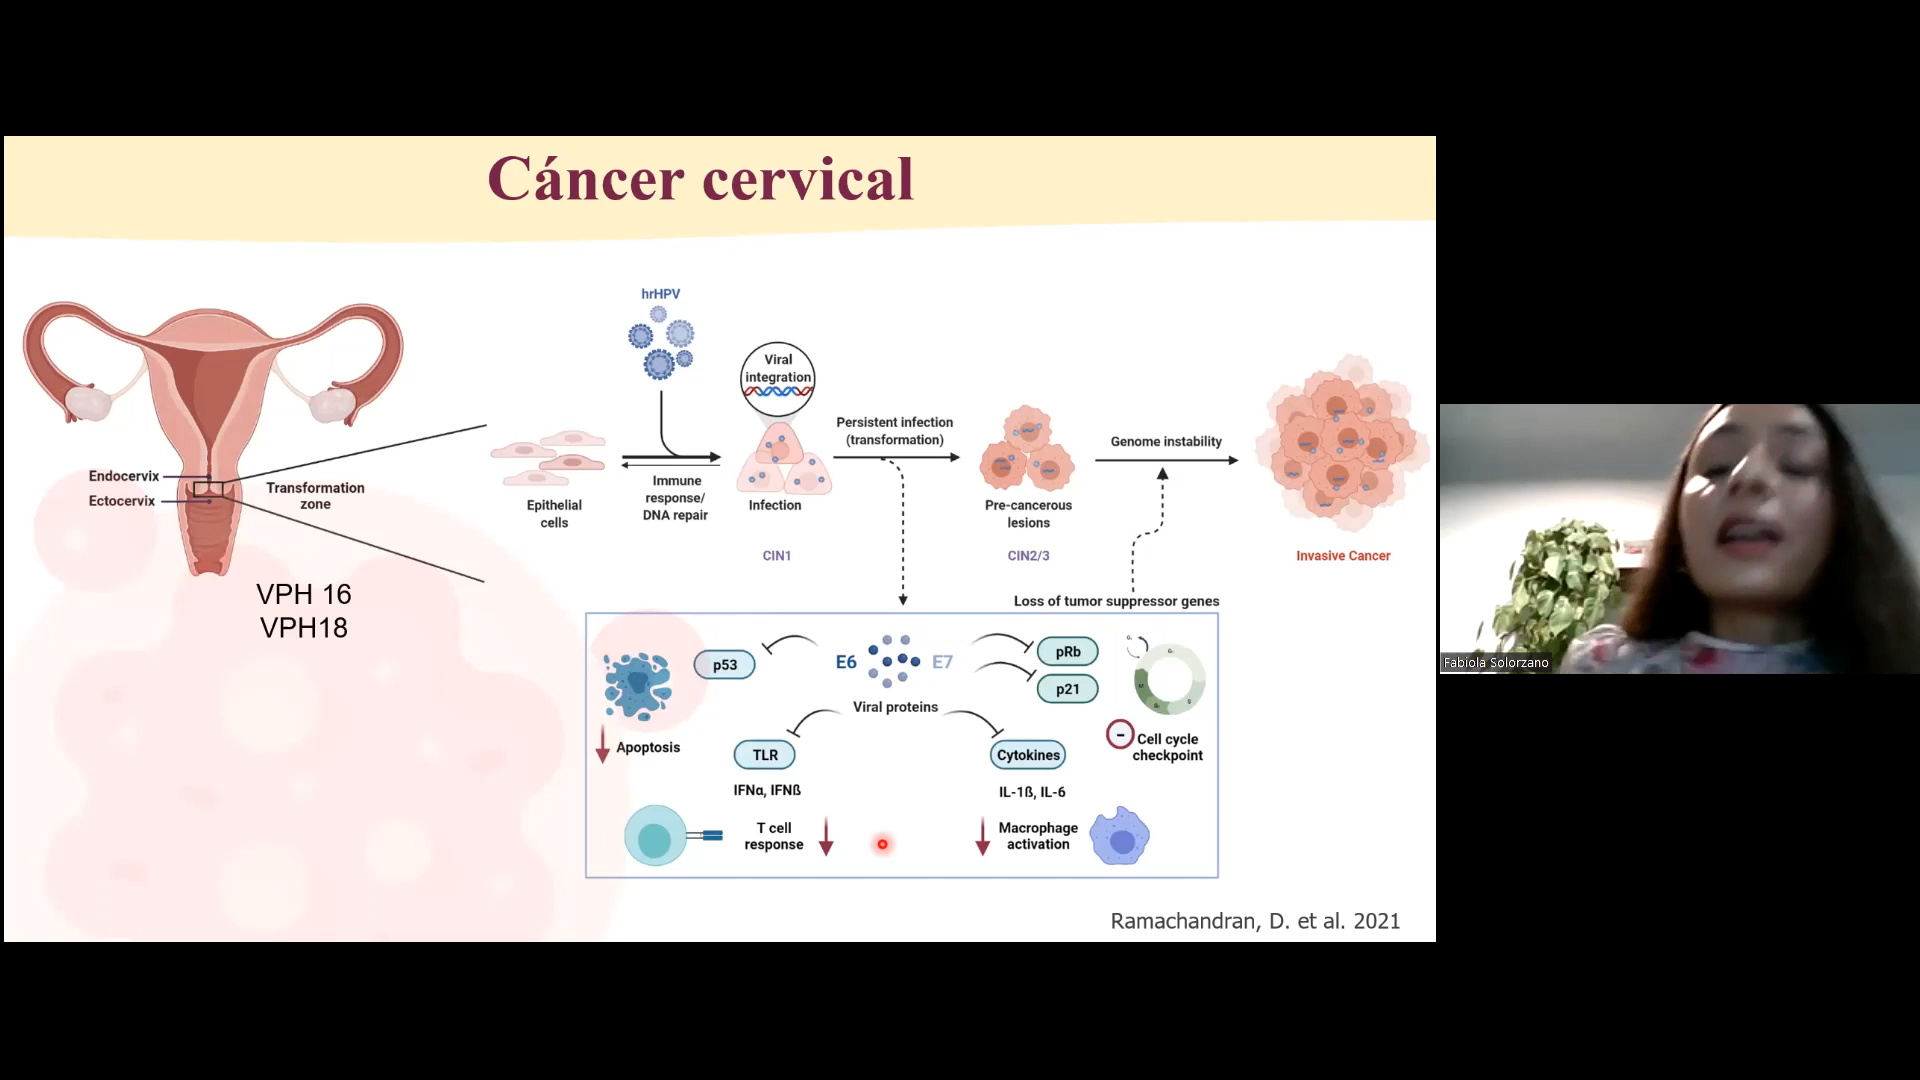 Cáncer cervical
hrHPV
Viral
integration
Persistent infection
(transformation)
Genome instability
Endocervix
Ectocervix
Transformation
zone
Immune
response/
DNA repair
Epithelial
cells
Infection
Pre-cancerous
lesions
CIN1
CIN2/3
Invasive Cancer
VPH 16
VPH18
Loss of tumor suppressor genes
p53
E6
E7
pRb
p21
Viral proteins
Apoptosis
TLR
Cytokines
Cell cycle
checkpoint
IFNα, IFNß
IL-1ß, IL-6
T cell
response
Macrophage
activation
Ramachandran, D. et al. 2021
Fabiola Solorzano